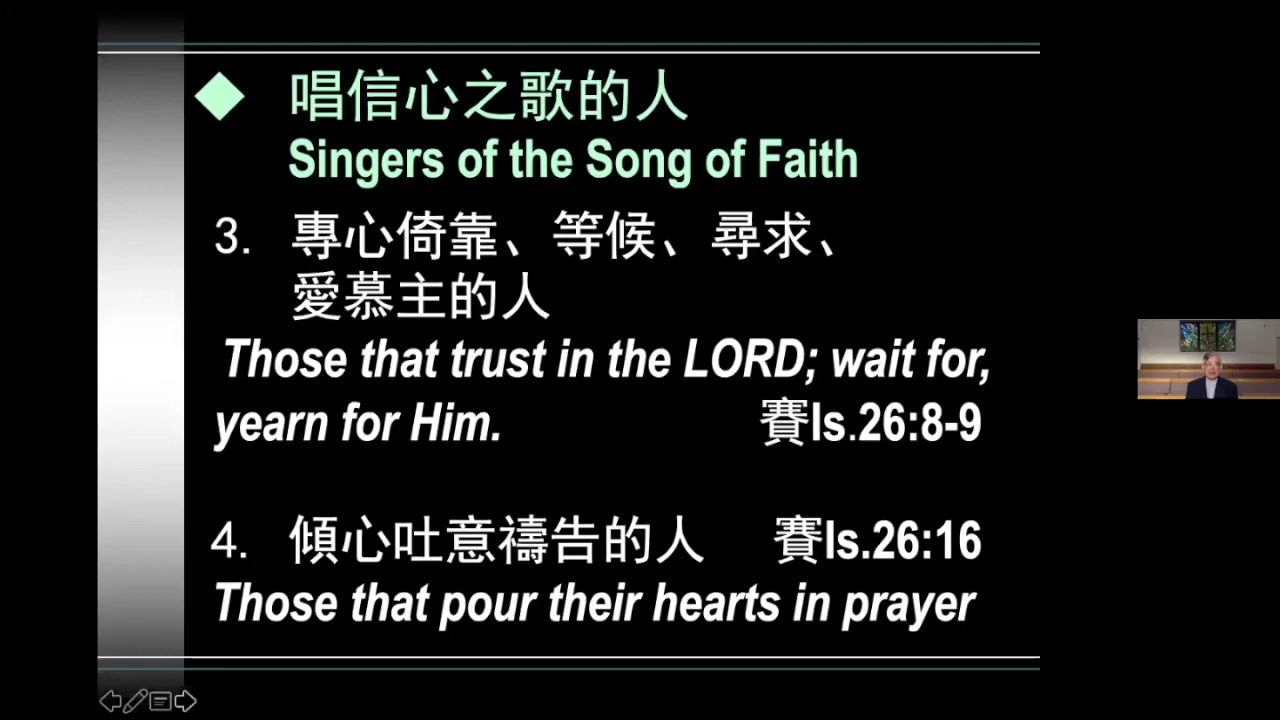 唱信心之歌的人
Singers of the Song of Faith
3. 專心倚靠、等候、尋求、
愛慕主的人
Those that trust in the LORD; wait for,
yearn for Him. 賽Is.26:8-9
4. 傾心吐意禱告的人 賽Is.26:16
Those that pour their hearts in prayer